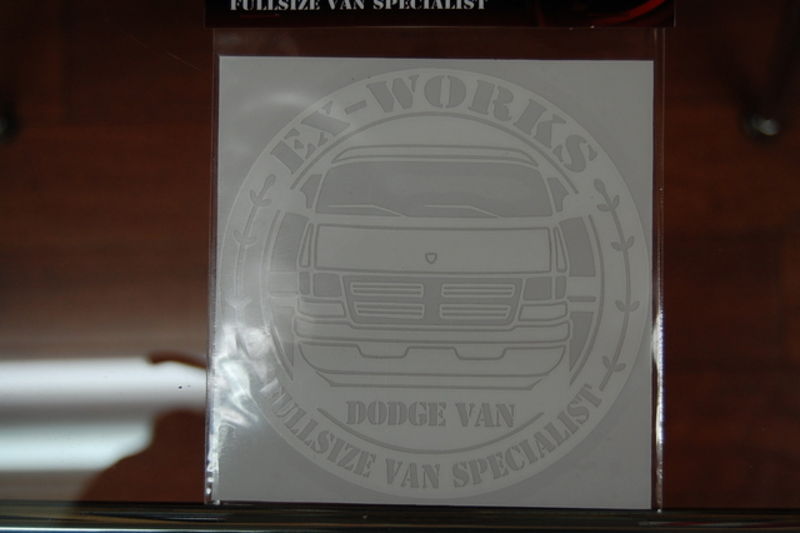 FULLSIZE VAN SPECIALIST
EX-WORKS
DODGE VAN
FULLSIZE VAN SPECIALIST